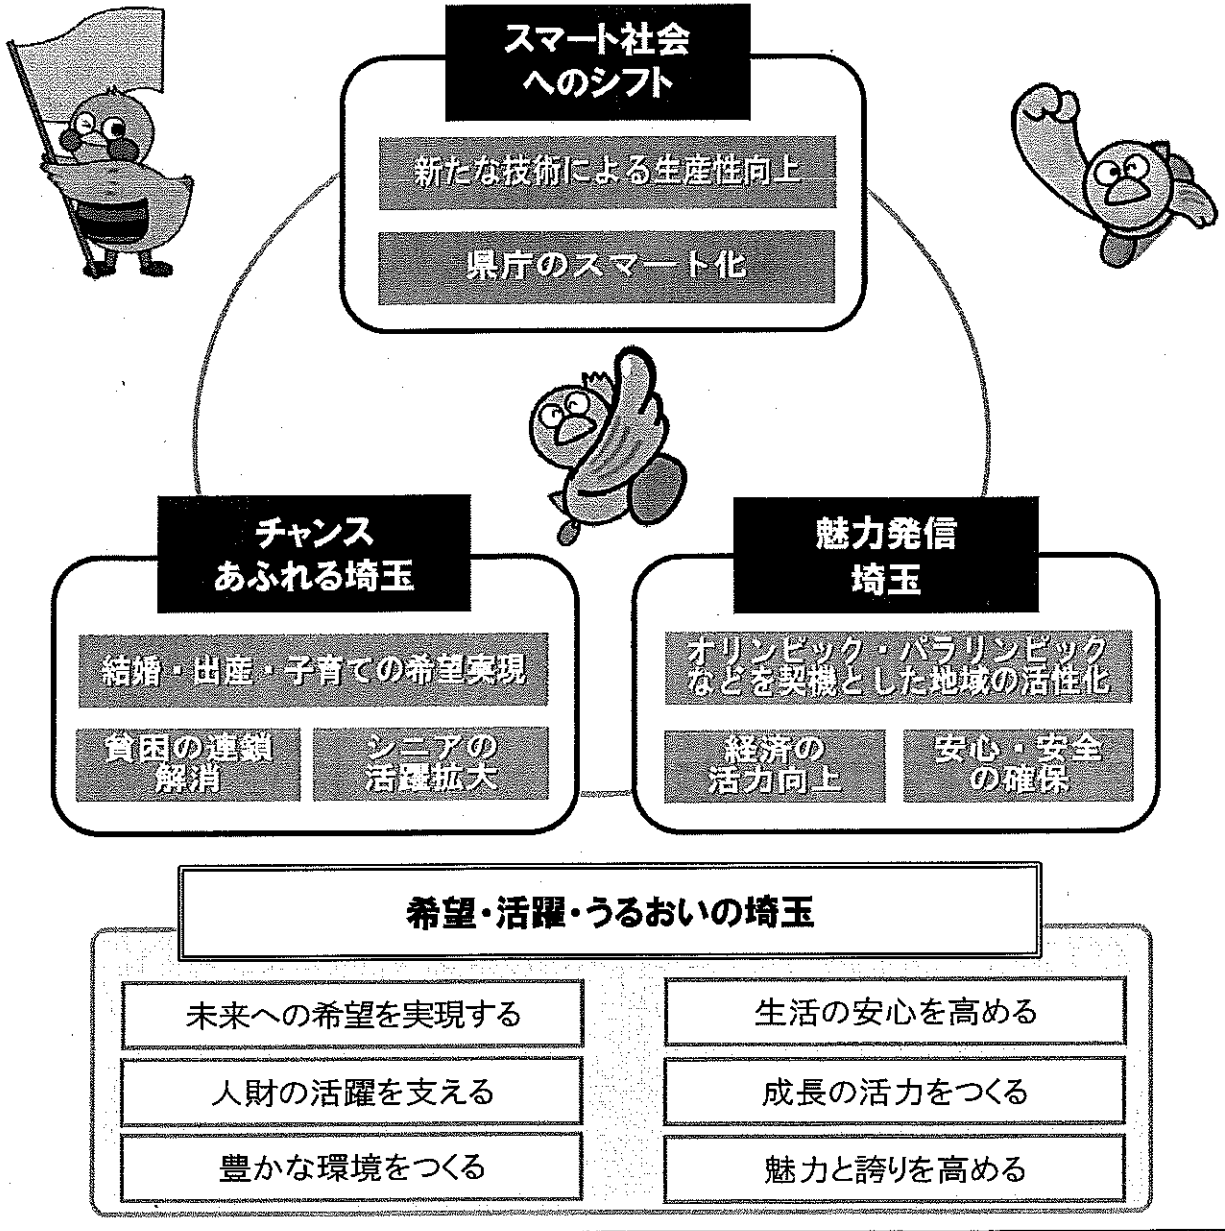 スマート社会
へのシフト
新たな技術による生産性向上
県庁のスマート化
チャンス
あふれる埼玉
結婚・出産・子育ての希望実現
貧困の連鎖
解消
シニアの
活躍拡大
魅力発信
埼玉
オリンピック・パラリンピック
などを契機とした地域の活性化
経済の
活力向上
安心・安全
の確保
希望・活躍・うるおいの埼玉
未来への希望を実現する
生活の安心を高める
人財の活躍を支える
成長の活力をつくる
豊かな環境をつくる
魅力と誇りを高める